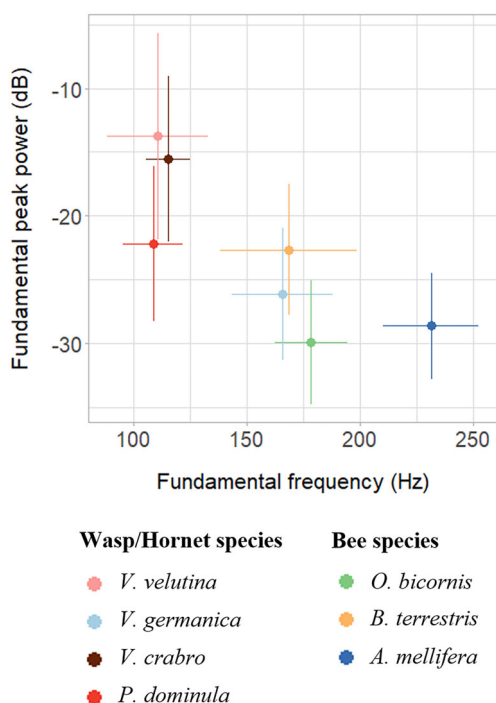 Fundamental peak power (dB)
-10
-20
-30
100 150 200 250
Fundamental frequency (Hz)
Wasp/Hornet species
V. velutina
V. germanica
V. crabro
P. dominula
Bee species
O. bicornis
B. terrestris
A. mellifera